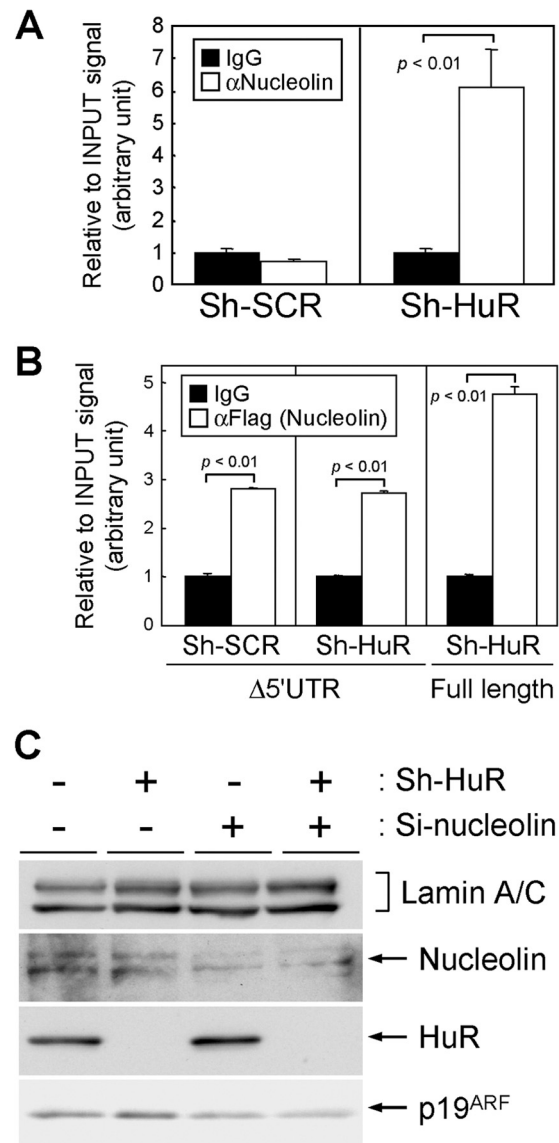 A
Relative to INPUT signal
(arbitrary unit)
8
7
6
5
4
3
2
1
0
IgG
αNucleolin
p < 0.01
Sh-SCR
Sh-HuR
B
Relative to INPUT signal
(arbitrary unit)
5
4
3
2
1
0
IgG
αFlag (Nucleolin)
p < 0.01
p < 0.01
p < 0.01
Sh-SCR
Sh-HuR
Sh-HuR
Δ5'UTR
Full length
C
- + - + : Sh-HuR
- - + + : Si-nucleolin
Lamin A/C
Nucleolin
HuR
p19ARF